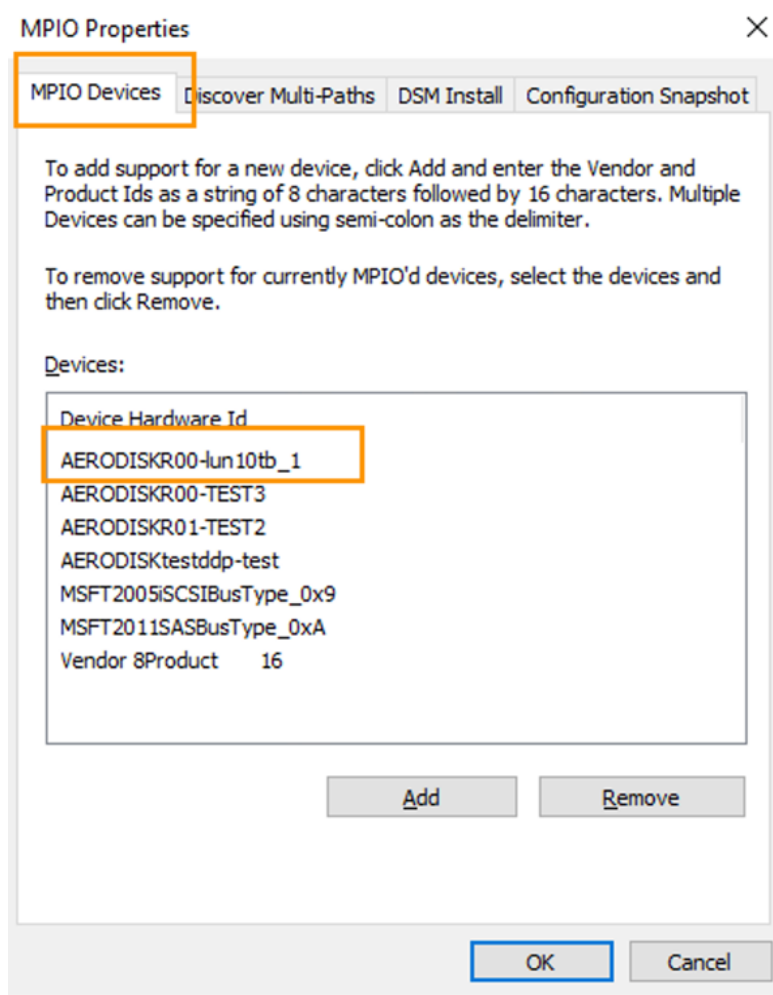 MPIO Properties
MPIO Devices
Discover Multi-Paths
DSM Install
Configuration Snapshot
To add support for a new device, click Add and enter the Vendor and
Product Ids as a string of 8 characters followed by 16 characters. Multiple
Devices can be specified using semi-colon as the delimiter.
To remove support for currently MPIO'd devices, select the devices and
then click Remove.
Devices:
Device Hardware Id
AERODISKR00-lun10tb_1
AERODISKR00-TEST3
AERODISKR01-TEST2
AERODISKtestddp-test
MSFT2005iSCSIBusType_0x9
MSFT2011SASBusType_0xA
Vendor 8Product     16
Add
Remove
OK
Cancel